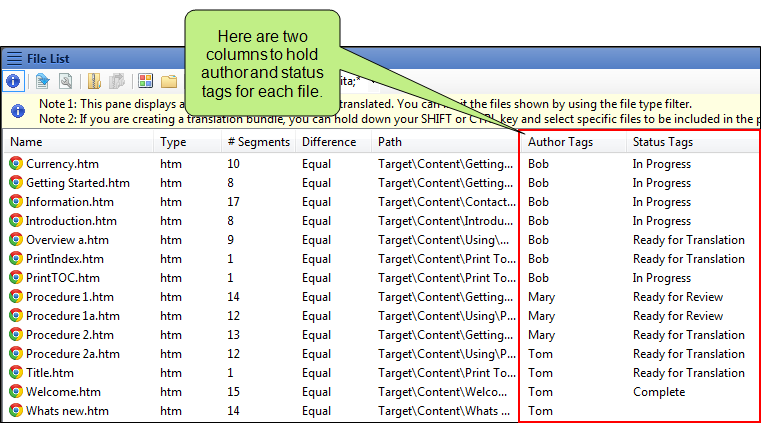 Here are two
columns to hold
author and status
tags for each file.
File List
ita;*
Note 1: This pane displays a translated. You can it the files shown by using the file type filter.
Note 2: If you are creating a translation bundle, you can hold down your SHIFT or CTRL key and select specific files to be included in the p
Name Type # Segments Difference Path Author Tags Status Tags
Currency.htm htm 10 Equal Target\Content\Getting... Bob In Progress
Getting Started.htm htm 8 Equal Target\Content\Getting... Bob In Progress
Information.htm htm 17 Equal Target\Content\Contact... Bob In Progress
Introduction.htm htm 8 Equal Target\Content\Introdu... Bob In Progress
Overview a.htm htm 9 Equal Target\Content\Using\... Bob Ready for Translation
PrintIndex.htm htm 1 Equal Target\Content\Print To... Bob Ready for Translation
PrintTOC.htm htm 1 Equal Target\Content\Print To... Bob In Progress
Procedure 1.htm htm 14 Equal Target\Content\Getting... Mary Ready for Review
Procedure 1a.htm htm 12 Equal Target\Content\Using\P... Mary Ready for Review
Procedure 2.htm htm 13 Equal Target\Content\Getting... Mary Ready for Translation
Procedure 2a.htm htm 12 Equal Target\Content\Using\P... Tom Ready for Translation
Title.htm htm 1 Equal Target\Content\Print To... Tom Ready for Translation
Welcome.htm htm 15 Equal Target\Content\Welco... Tom Complete
Whats new.htm htm 14 Equal Target\Content\Whats ... Tom